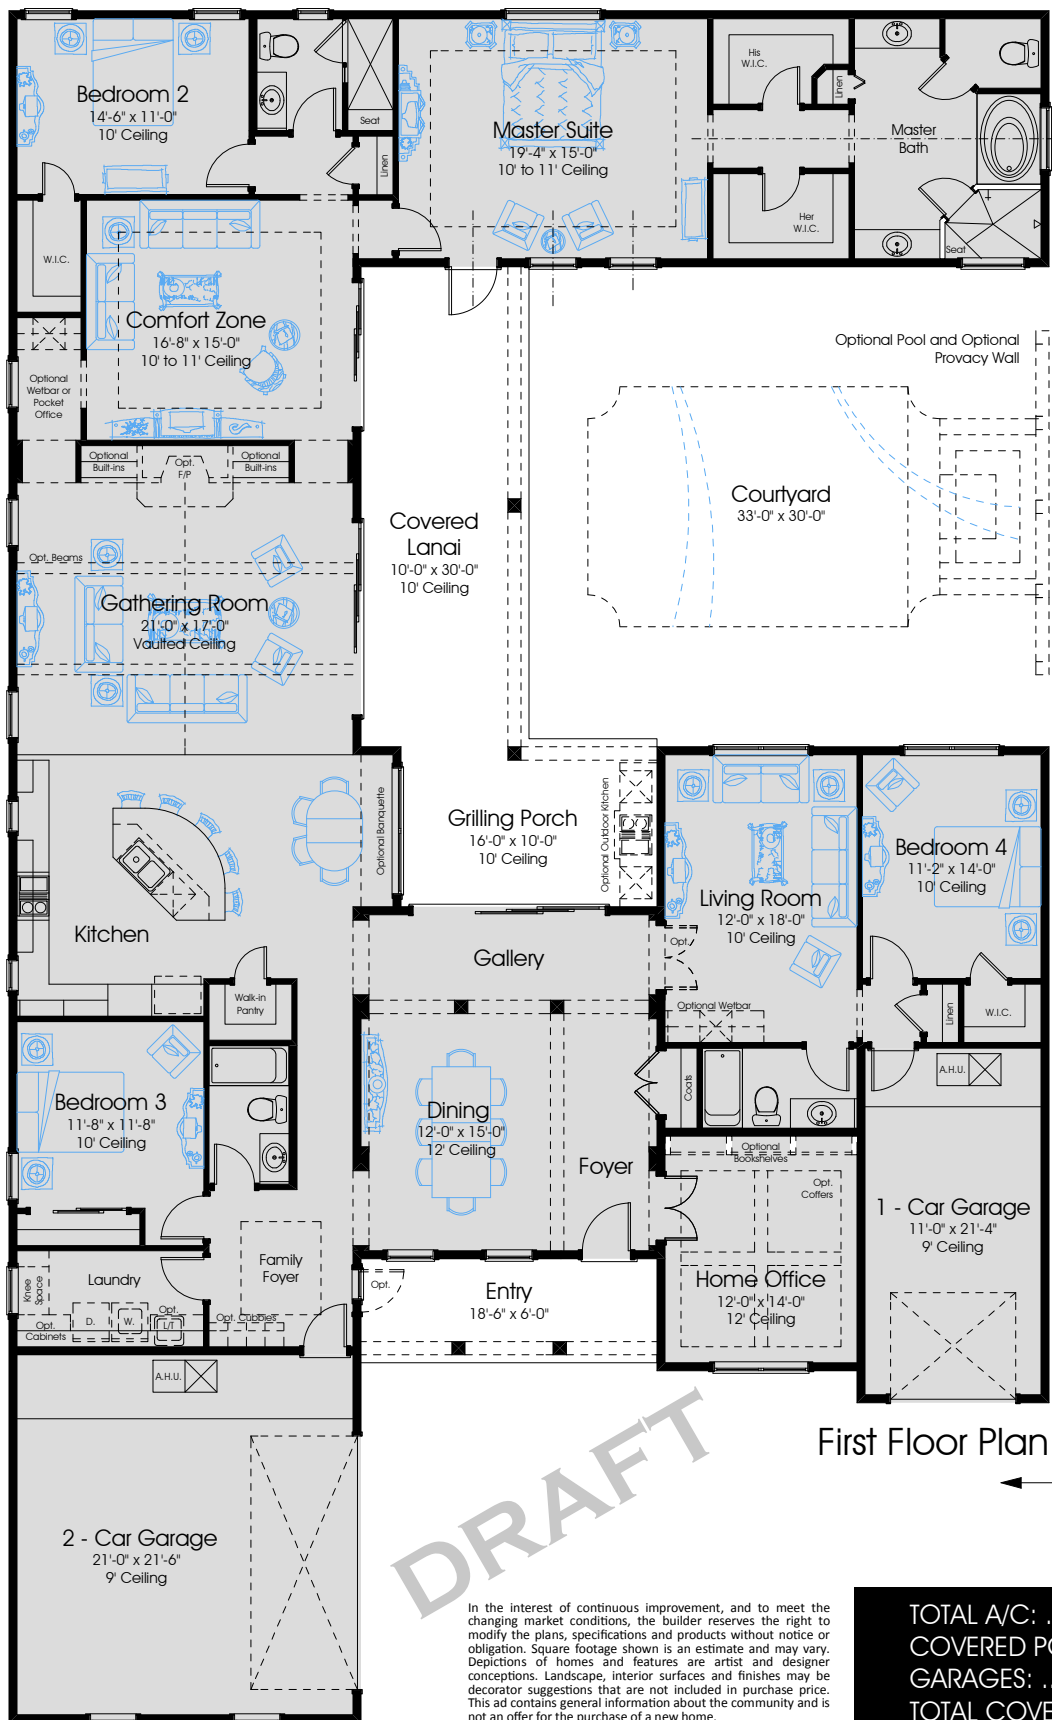 Bedroom 2
14'-6" x 11'-0"
10' Ceiling
Seat
Linen
Master Suite
19'-4" x 15'-0"
10' to 11' Ceiling
His
W.I.C.
Linen
Master
Bath
Her
W.I.C.
Seat
W.I.C.
Comfort Zone
16'-8" x 15'-0"
10' to 11' Ceiling
Optional
Wetbar or
Pocket
Office
Optional
Built-ins
Opt.
F/P
Optional
Built-ins
Optional Pool and Optional
Provacy Wall
Courtyard
33'-0" x 30'-0"
Covered
Lanai
10'-0" x 30'-0"
10' Ceiling
Opt. Beams
Gathering Room
21'-0" x 17'-0"
Vaulted Ceiling
Optional Banquette
Grilling Porch
16'-0" x 10'-0"
10' Ceiling
Optional Outdoor Kitchen
Living Room
12'-0" x 18'-0"
10' Ceiling
Bedroom 4
11'-2" x 14'-0"
10' Ceiling
Kitchen
Gallery
Opt.
Walk-in
Pantry
Optional Wetbar
Linen
W.I.C.
Bedroom 3
11'-8" x 11'-8"
10' Ceiling
Dining
12'-0" x 15'-0"
12' Ceiling
Coats
A.H.U.
Foyer
Optional
Bookshelves
Opt.
Coffers
1 - Car Garage
11'-0" x 21'-4"
9' Ceiling
Family
Foyer
Laundry
Knee
Space
Opt.
Cabinets
D.
W.
Opt.
L/T
Opt. Cubbies
Opt.
Entry
18'-6" x 6'-0"
Home Office
12'-0" x 14'-0"
12' Ceiling
A.H.U.
First Floor Plan
DRAFT
2 - Car Garage
21'-0" x 21'-6"
9' Ceiling
In the interest of continuous improvement, and to meet the
changing market conditions, the builder reserves the right to
modify the plans, specifications and products without notice or
obligation. Square footage shown is an estimate and may vary.
Depictions of homes and features are artist and designer
conceptions. Landscape, interior surfaces and finishes may be
decorator suggestions that are not included in purchase price.
This ad contains general information about the community and is
not an offer for the purchase of a new home.
TOTAL A/C: .
COVERED PO
GARAGES: ..
TOTAL COVE